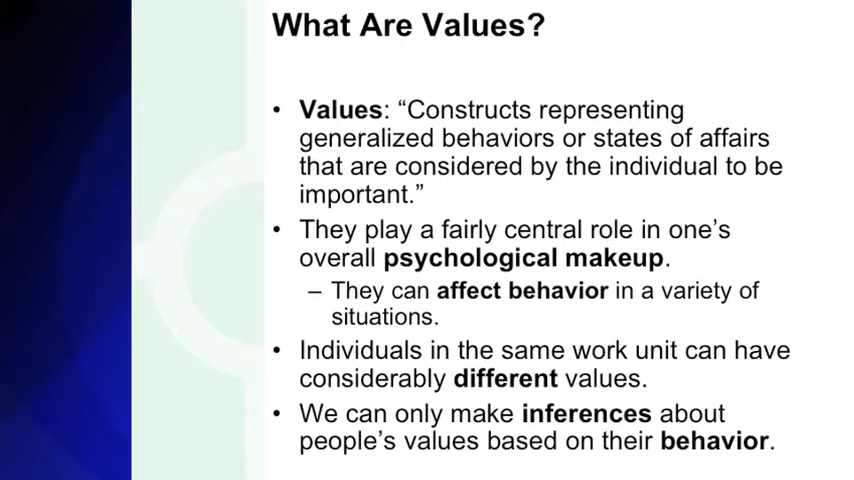 What Are Values?
• Values: “Constructs representing
generalized behaviors or states of affairs
that are considered by the individual to be
important.”
• They play a fairly central role in one’s
overall psychological makeup.
– They can affect behavior in a variety of
situations.
• Individuals in the same work unit can have
considerably different values.
• We can only make inferences about
people’s values based on their behavior.